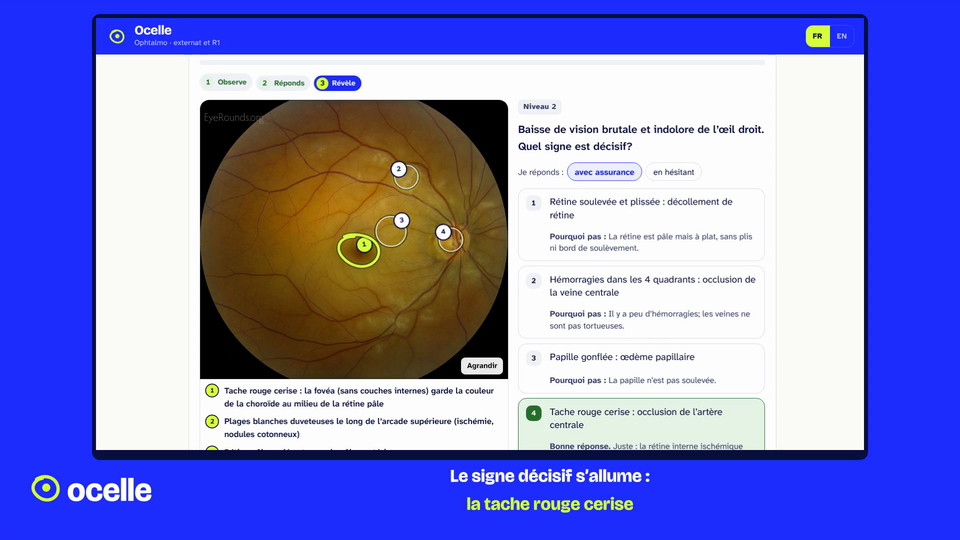 Ocelle
Ophtalmo · externat et R1
FR EN
1 Observe 2 Réponds 3 Révèle
EyeRounds.org
2
3
4
1
Agrandir
1 Tache rouge cerise : la fovéa (sans couches internes) garde la couleur
de la choroïde au milieu de la rétine pâle
2 Plages blanches duveteuses le long de l'arcade supérieure (ischémie,
nodules cotonneux)
Niveau 2
Baisse de vision brutale et indolore de l'œil droit.
Quel signe est décisif?
Je réponds : avec assurance en hésitant
1 Rétine soulevée et plissée : décollement de
rétine
Pourquoi pas : La rétine est pâle mais à plat, sans plis
ni bord de soulèvement.
2 Hémorragies dans les 4 quadrants : occlusion de
la veine centrale
Pourquoi pas : Il y a peu d'hémorragies; les veines ne
sont pas tortueuses.
3 Papille gonflée : œdème papillaire
Pourquoi pas : La papille n'est pas soulevée.
4 Tache rouge cerise : occlusion de l'artère
centrale
Bonne réponse. Juste : la rétine interne ischémique
ocelle
Le signe décisif s'allume :
la tache rouge cerise